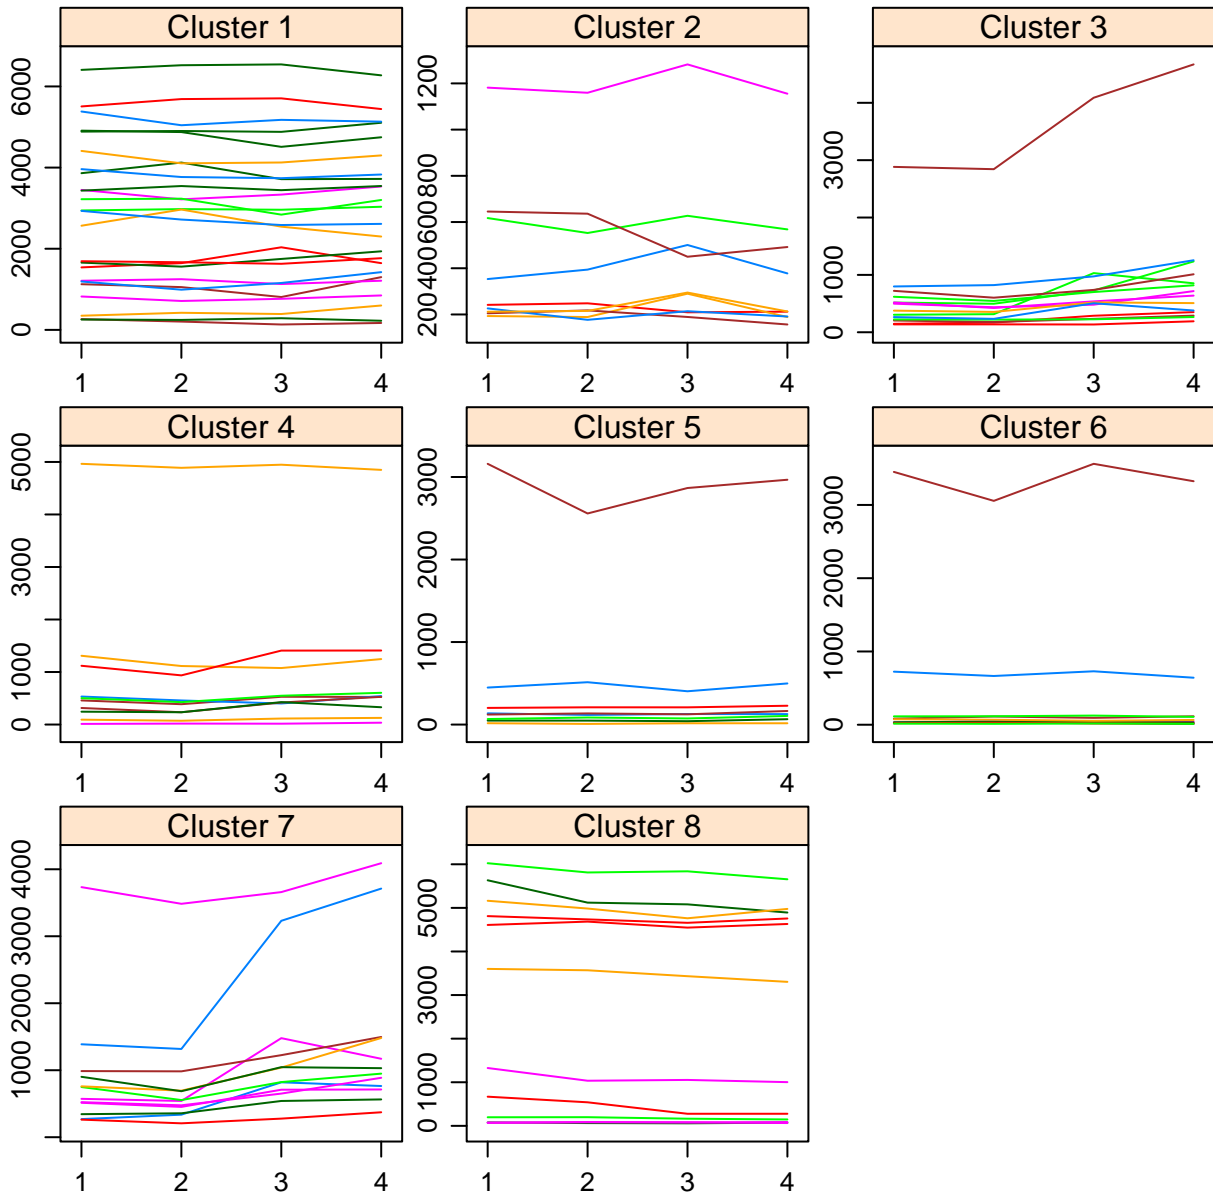 Cluster 1
0 2000 4000 6000
1 2 3 4
Cluster 2
200 400 600 800 1200
1 2 3 4
Cluster 3
0 1000 3000
1 2 3 4
Cluster 4
0 1000 3000 5000
1 2 3 4
Cluster 5
0 1000 2000 3000
1 2 3 4
Cluster 6
0 1000 2000 3000
1 2 3 4
Cluster 7
1000 2000 3000 4000
1 2 3 4
Cluster 8
0 1000 3000 5000
1 2 3 4